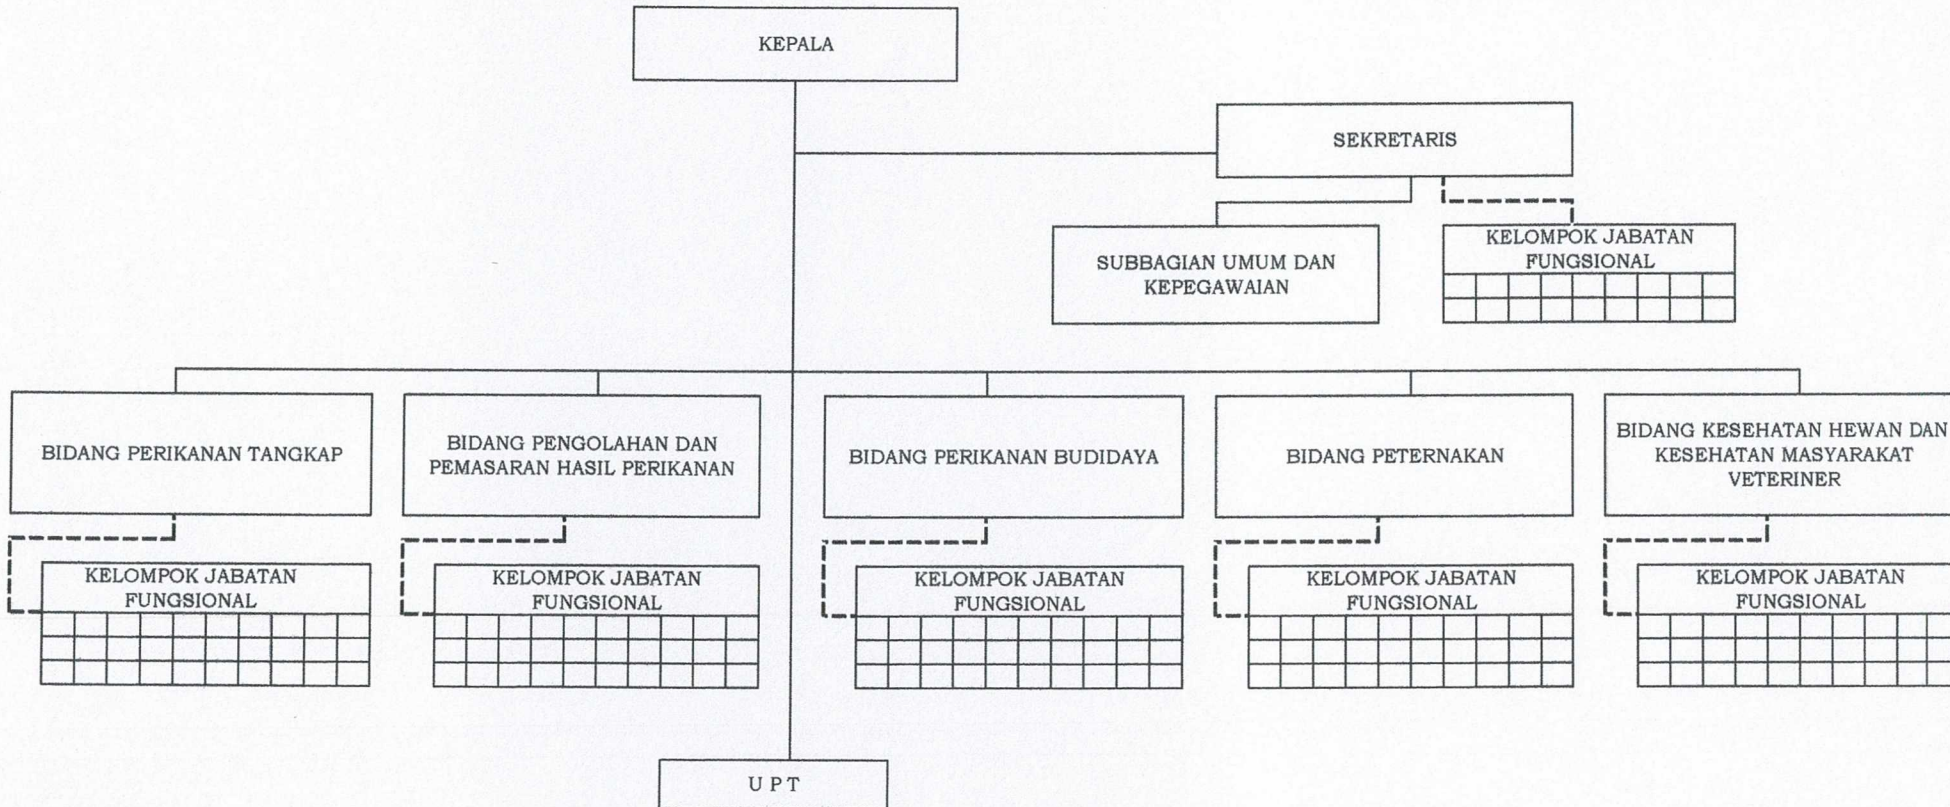 KEPALA
SEKRETARIS
SUBBAGIAN UMUM DAN
KEPEGAWAIAN
KELOMPOK JABATAN
FUNGSIONAL
BIDANG PERIKANAN TANGKAP
BIDANG PENGOLAHAN DAN
PEMASARAN HASIL PERIKANAN
BIDANG PERIKANAN BUDIDAYA
BIDANG PETERNAKAN
BIDANG KESEHATAN HEWAN DAN
KESEHATAN MASYARAKAT
VETERINER
KELOMPOK JABATAN
FUNGSIONAL
KELOMPOK JABATAN
FUNGSIONAL
KELOMPOK JABATAN
FUNGSIONAL
KELOMPOK JABATAN
FUNGSIONAL
KELOMPOK JABATAN
FUNGSIONAL
U P T